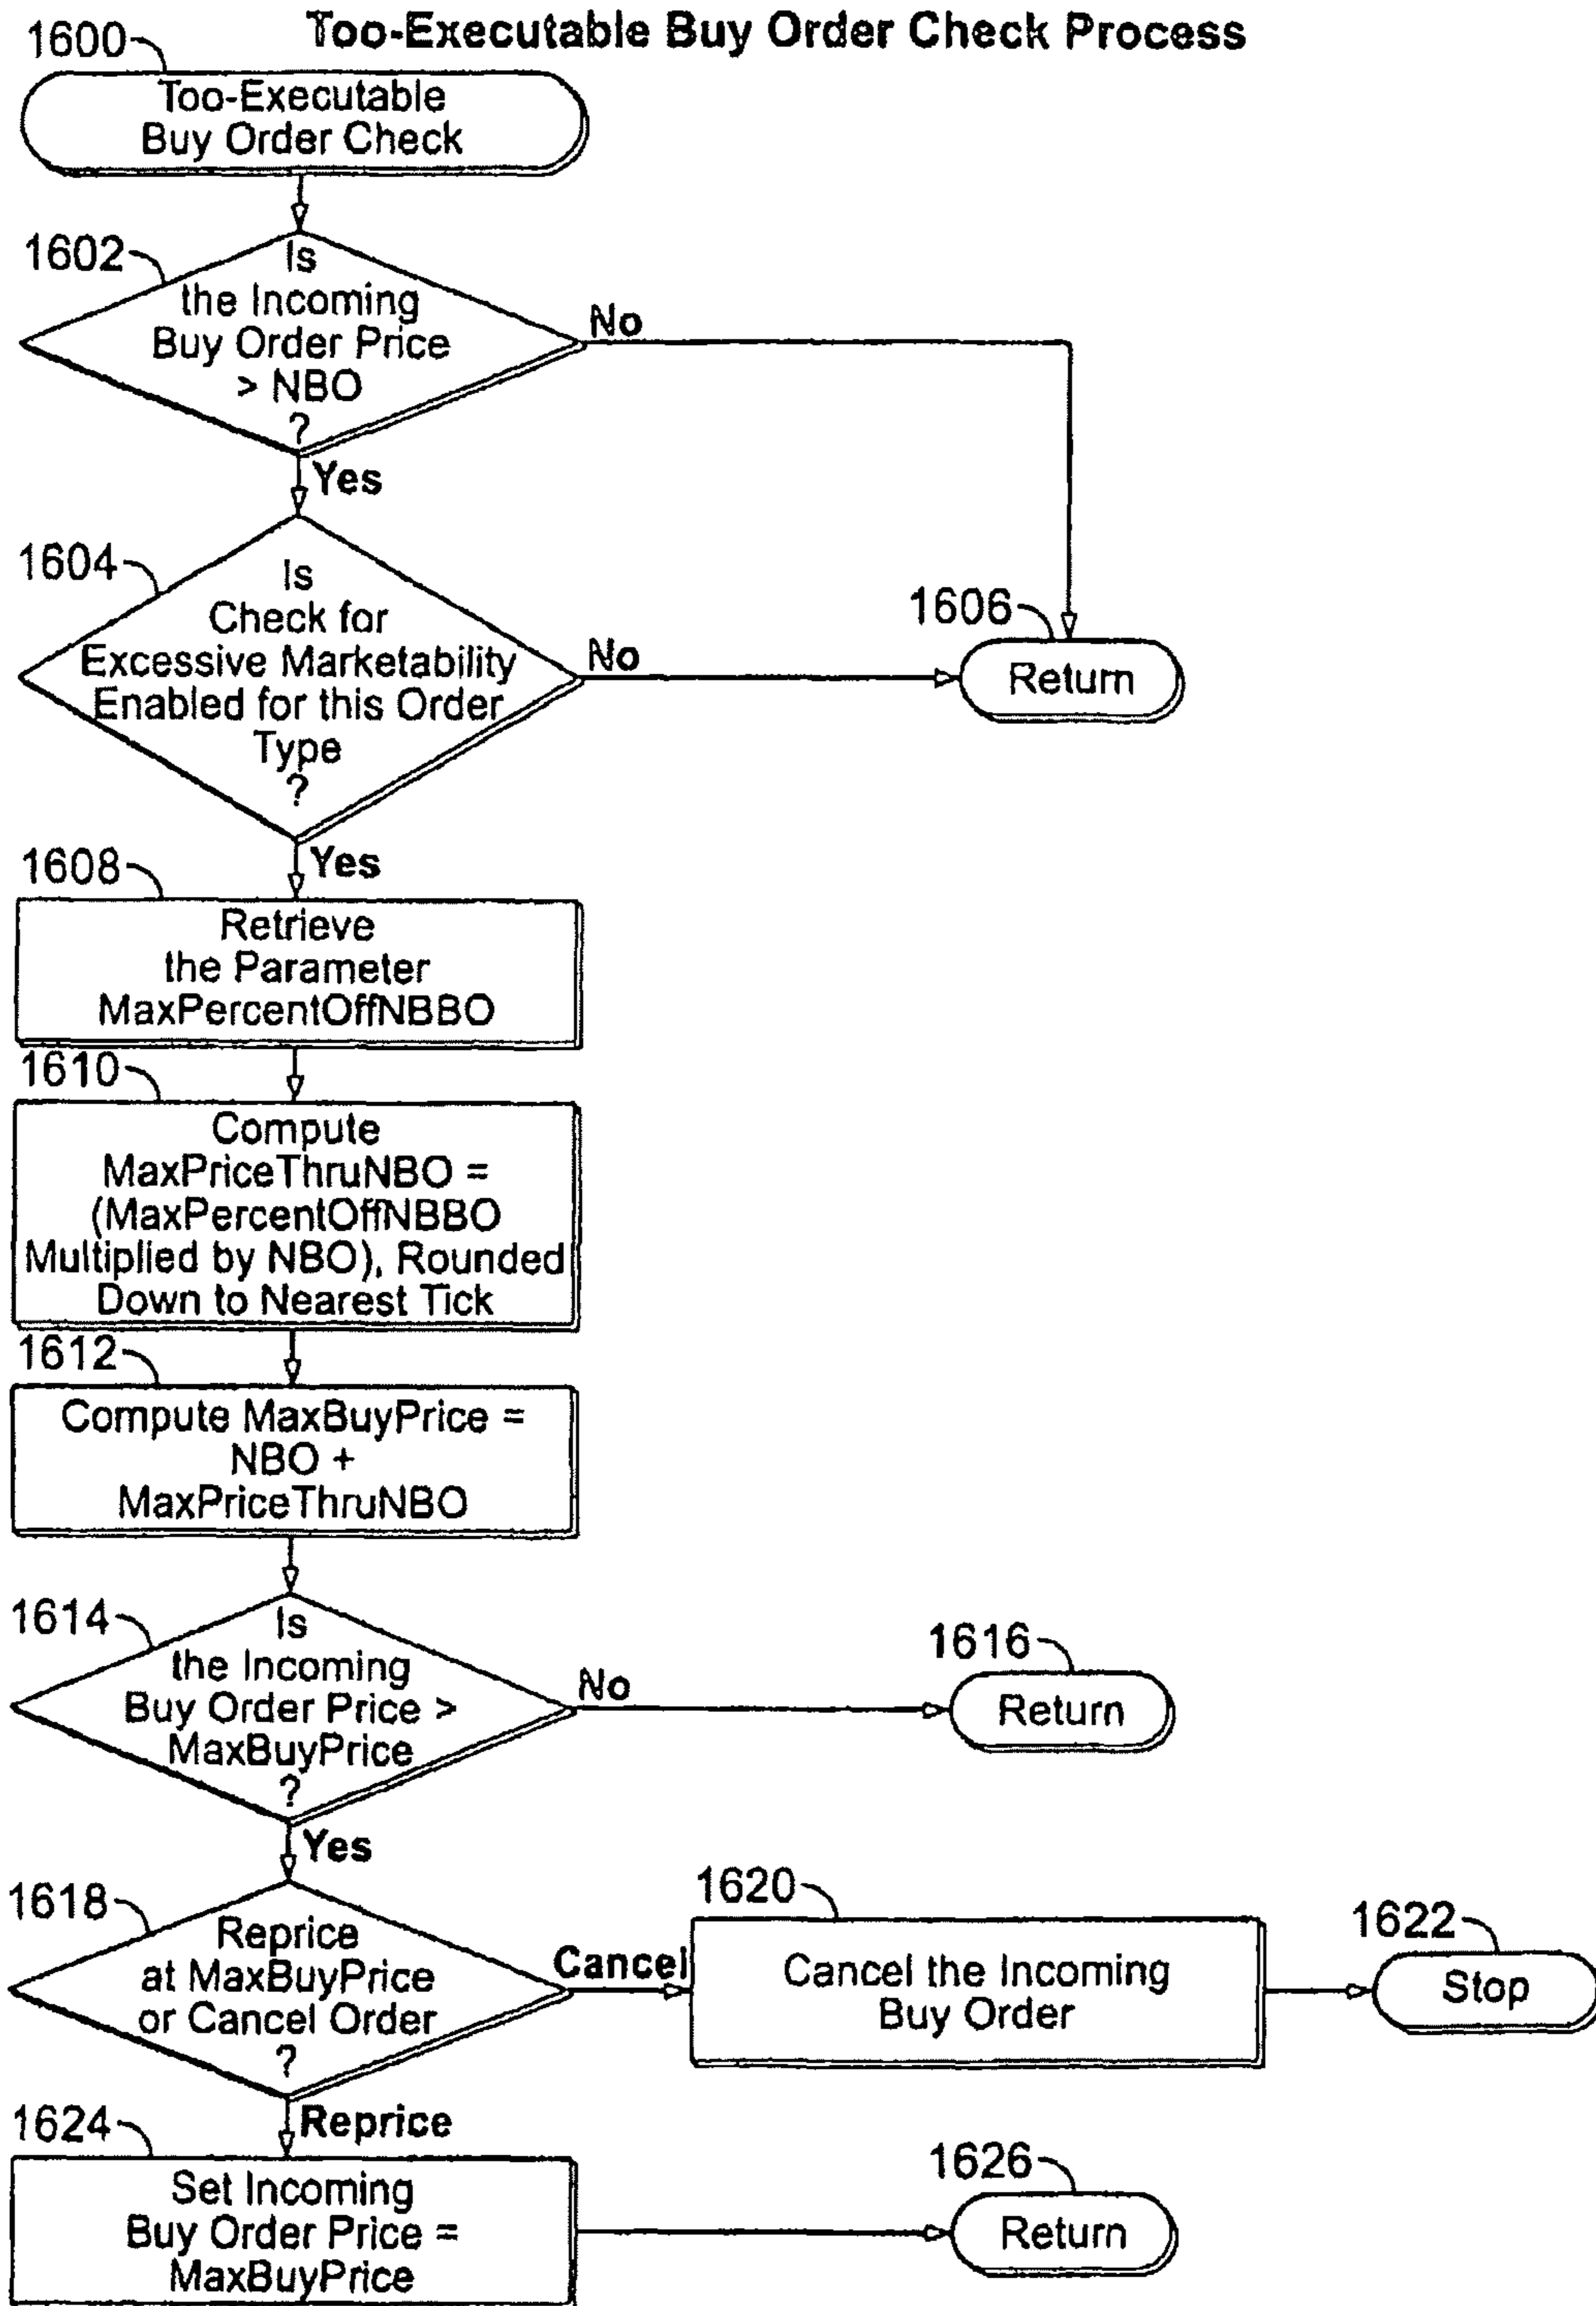 Too-Executable Buy Order Check Process
1600
Too-Executable
Buy Order Check
1602
Is
the Incoming
Buy Order Price
> NBO
?
No
Yes
1604
Is
Check for
Excessive Marketability
Enabled for this Order
Type
?
No
1606
Return
Yes
1608
Retrieve
the Parameter
MaxPercentOffNBBO
1610
Compute
MaxPriceThruNBO =
(MaxPercentOffNBBO
Multiplied by NBO), Rounded
Down to Nearest Tick
1612
Compute MaxBuyPrice =
NBO +
MaxPriceThruNBO
1614
Is
the Incoming
Buy Order Price >
MaxBuyPrice
?
No
1616
Return
Yes
1618
Reprice
at MaxBuyPrice
or Cancel Order
?
Cancel
1620
Cancel the Incoming
Buy Order
1622
Stop
Reprice
1624
Set Incoming
Buy Order Price =
MaxBuyPrice
1626
Return